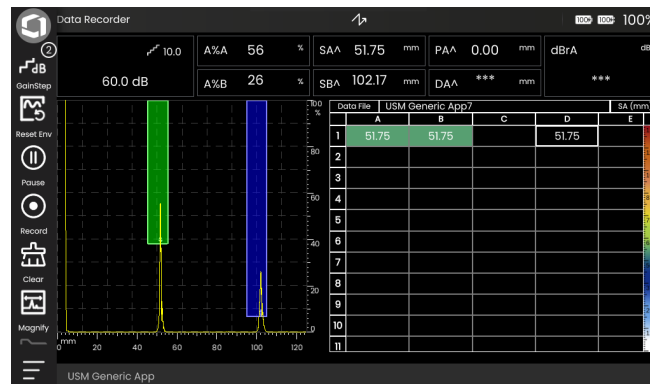 Data Recorder
100 100 100%
2
dB
GainStep
10.0
60.0 dB
A%A 56 %
SA^ 51.75 mm
PA^ 0.00 mm
dBrA dB
A%B 26 %
SB^ 102.17 mm
DA^ *** mm
***
Reset Env
Pause
Record
Clear
Magnify
100
%
80
60
40
20
0
0 mm 20 40 60 80 100 120
Data File USM Generic App7 SA (mm
A B C D E
1 51.75 51.75 51.75
2
3
4
5
6
7
8
9
10
11
USM Generic App